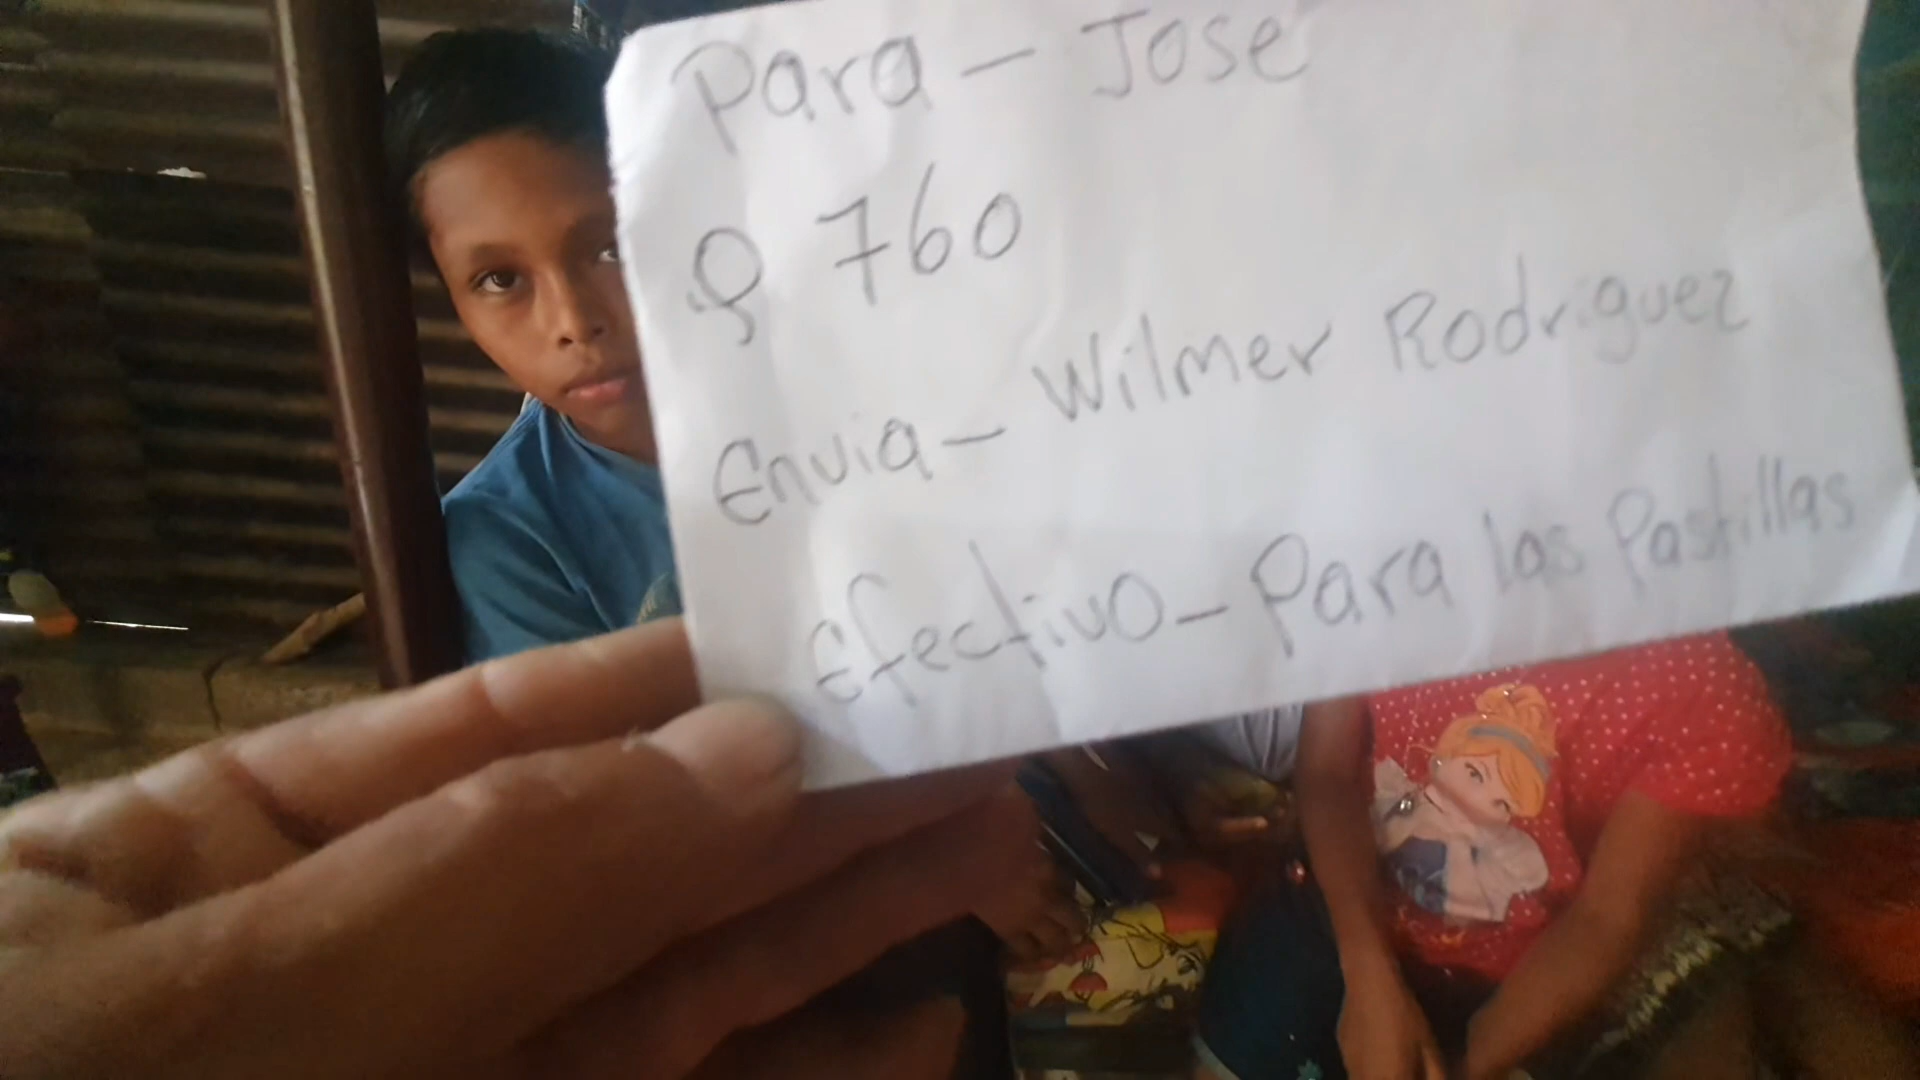 Para - Jose
Q 760
Envia - Wilmer Rodriguez
Efectivo - Para las Pastillas